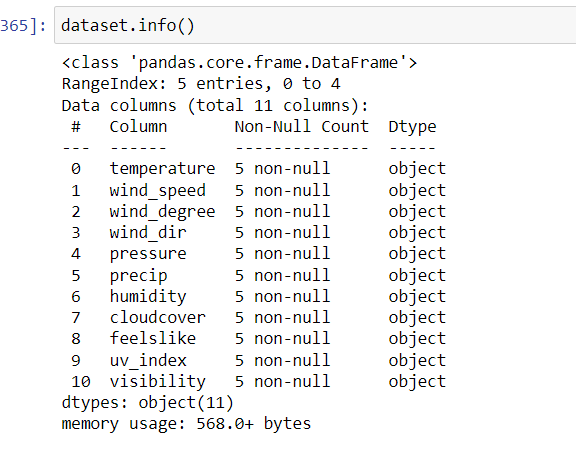 365]: dataset.info()
<class 'pandas.core.frame.DataFrame'>
RangeIndex: 5 entries, 0 to 4
Data columns (total 11 columns):
 #   Column       Non-Null Count  Dtype
---  ------       --------------  -----
 0   temperature  5 non-null      object
 1   wind_speed   5 non-null      object
 2   wind_degree  5 non-null      object
 3   wind_dir     5 non-null      object
 4   pressure     5 non-null      object
 5   precip       5 non-null      object
 6   humidity     5 non-null      object
 7   cloudcover   5 non-null      object
 8   feelslike    5 non-null      object
 9   uv_index     5 non-null      object
 10  visibility   5 non-null      object
dtypes: object(11)
memory usage: 568.0+ bytes